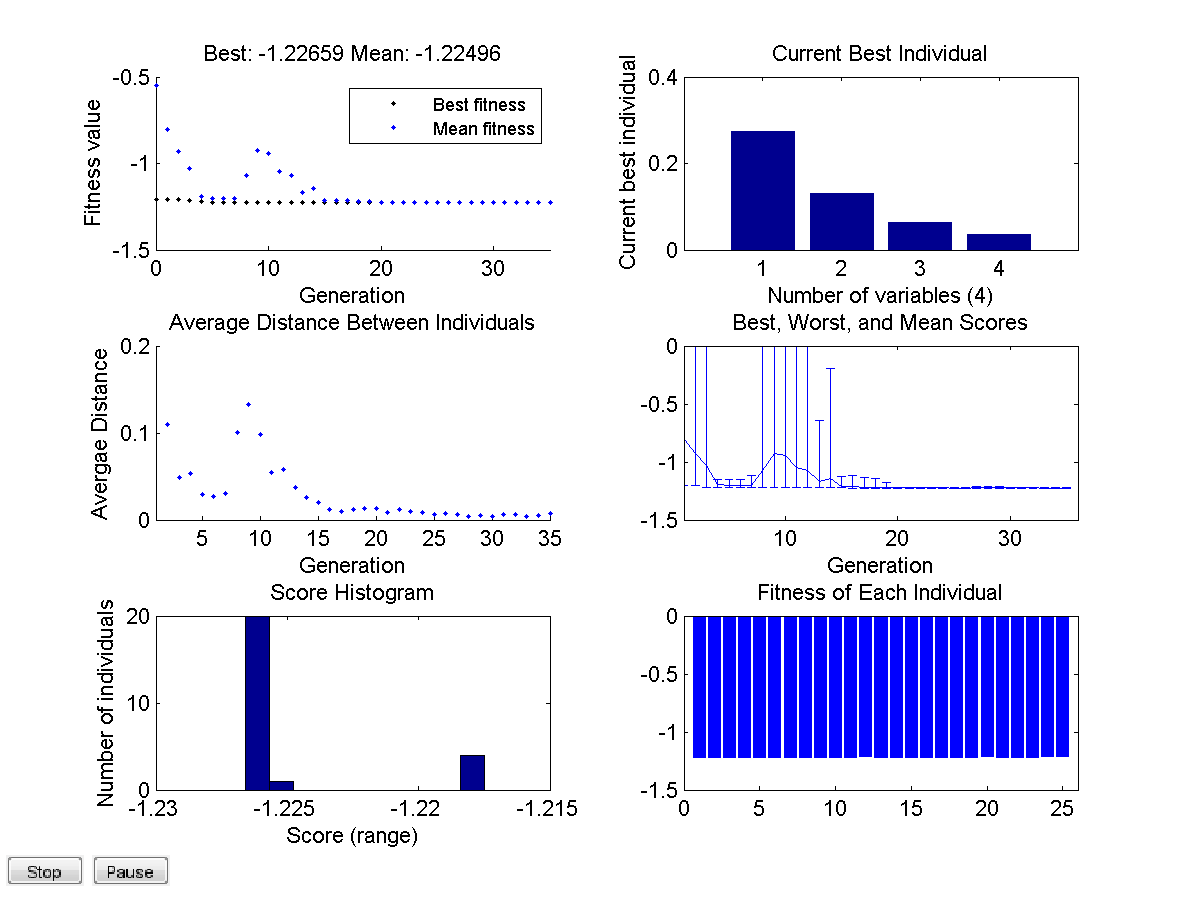 Best: -1.22659 Mean: -1.22496
-0.5
-1
-1.5
Fitness value
Best fitness
Mean fitness
0 10 20 30
Generation
Current Best Individual
0.4
0.2
0
Current best individual
1 2 3 4
Number of variables (4)
Average Distance Between Individuals
0.2
0.1
0
Avergae Distance
5 10 15 20 25 30 35
Generation
Best, Worst, and Mean Scores
0
-0.5
-1
-1.5
10 20 30
Generation
Score Histogram
20
10
0
Number of individuals
-1.23 -1.225 -1.22 -1.215
Score (range)
Fitness of Each Individual
0
-0.5
-1
-1.5
0 5 10 15 20 25
Stop Pause